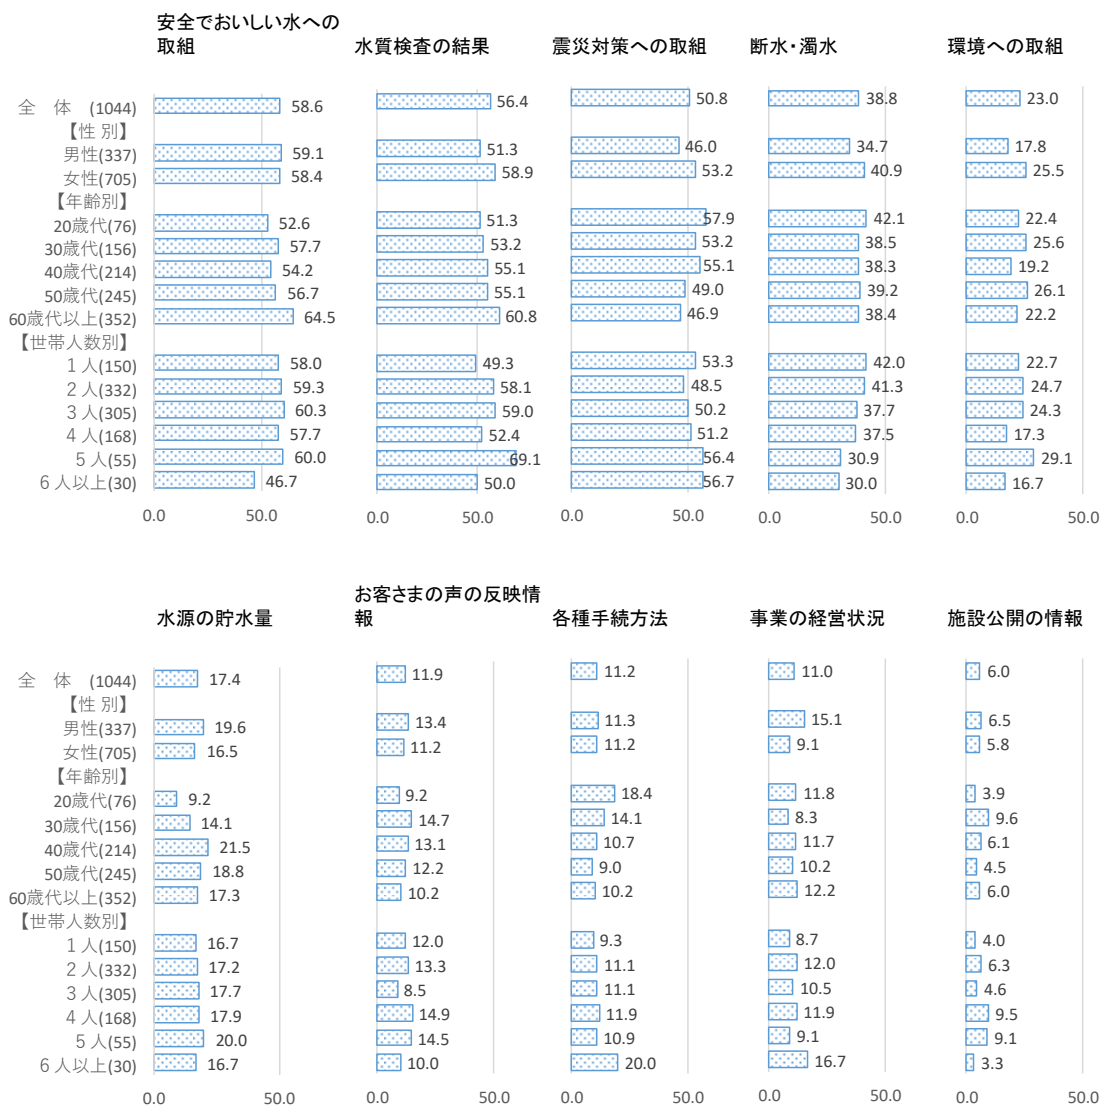 安全でおいしい水への
取組
水質検査の結果
震災対策への取組
断水・濁水
環境への取組
全　体　(1044) 58.6 56.4 50.8 38.8 23.0
【性 別】
男性(337) 59.1 51.3 46.0 34.7 17.8
女性(705) 58.4 58.9 53.2 40.9 25.5
【年齢別】
20歳代(76) 52.6 51.3 57.9 42.1 22.4
30歳代(156) 57.7 53.2 53.2 38.5 25.6
40歳代(214) 54.2 55.1 55.1 38.3 19.2
50歳代(245) 56.7 55.1 49.0 39.2 26.1
60歳代以上(352) 64.5 60.8 46.9 38.4 22.2
【世帯人数別】
１人(150) 58.0 49.3 53.3 42.0 22.7
２人(332) 59.3 58.1 48.5 41.3 24.7
３人(305) 60.3 59.0 50.2 37.7 24.3
４人(168) 57.7 52.4 51.2 37.5 17.3
５人(55) 60.0 69.1 56.4 30.9 29.1
６人以上(30) 46.7 50.0 56.7 30.0 16.7
0.0 50.0 0.0 50.0 0.0 50.0 0.0 50.0 0.0 50.0
水源の貯水量
お客さまの声の反映情
報
各種手続方法
事業の経営状況
施設公開の情報
全　体　(1044) 17.4 11.9 11.2 11.0 6.0
【性 別】
男性(337) 19.6 13.4 11.3 15.1 6.5
女性(705) 16.5 11.2 11.2 9.1 5.8
【年齢別】
20歳代(76) 9.2 9.2 18.4 11.8 3.9
30歳代(156) 14.1 14.7 14.1 8.3 9.6
40歳代(214) 21.5 13.1 10.7 11.7 6.1
50歳代(245) 18.8 12.2 9.0 10.2 4.5
60歳代以上(352) 17.3 10.2 10.2 12.2 6.0
【世帯人数別】
１人(150) 16.7 12.0 9.3 8.7 4.0
２人(332) 17.2 13.3 11.1 12.0 6.3
３人(305) 17.7 8.5 11.1 10.5 4.6
４人(168) 17.9 14.9 11.9 11.9 9.5
５人(55) 20.0 14.5 10.9 9.1 9.1
６人以上(30) 16.7 10.0 20.0 16.7 3.3
0.0 50.0 0.0 50.0 0.0 50.0 0.0 50.0 0.0 50.0